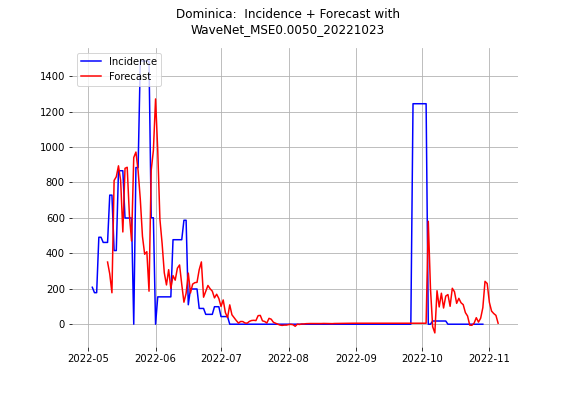 Dominica:  Incidence + Forecast with
WaveNet_MSE0.0050_20221023
Incidence
Forecast
1400
1200
1000
800
600
400
200
0
2022-05 2022-06 2022-07 2022-08 2022-09 2022-10 2022-11